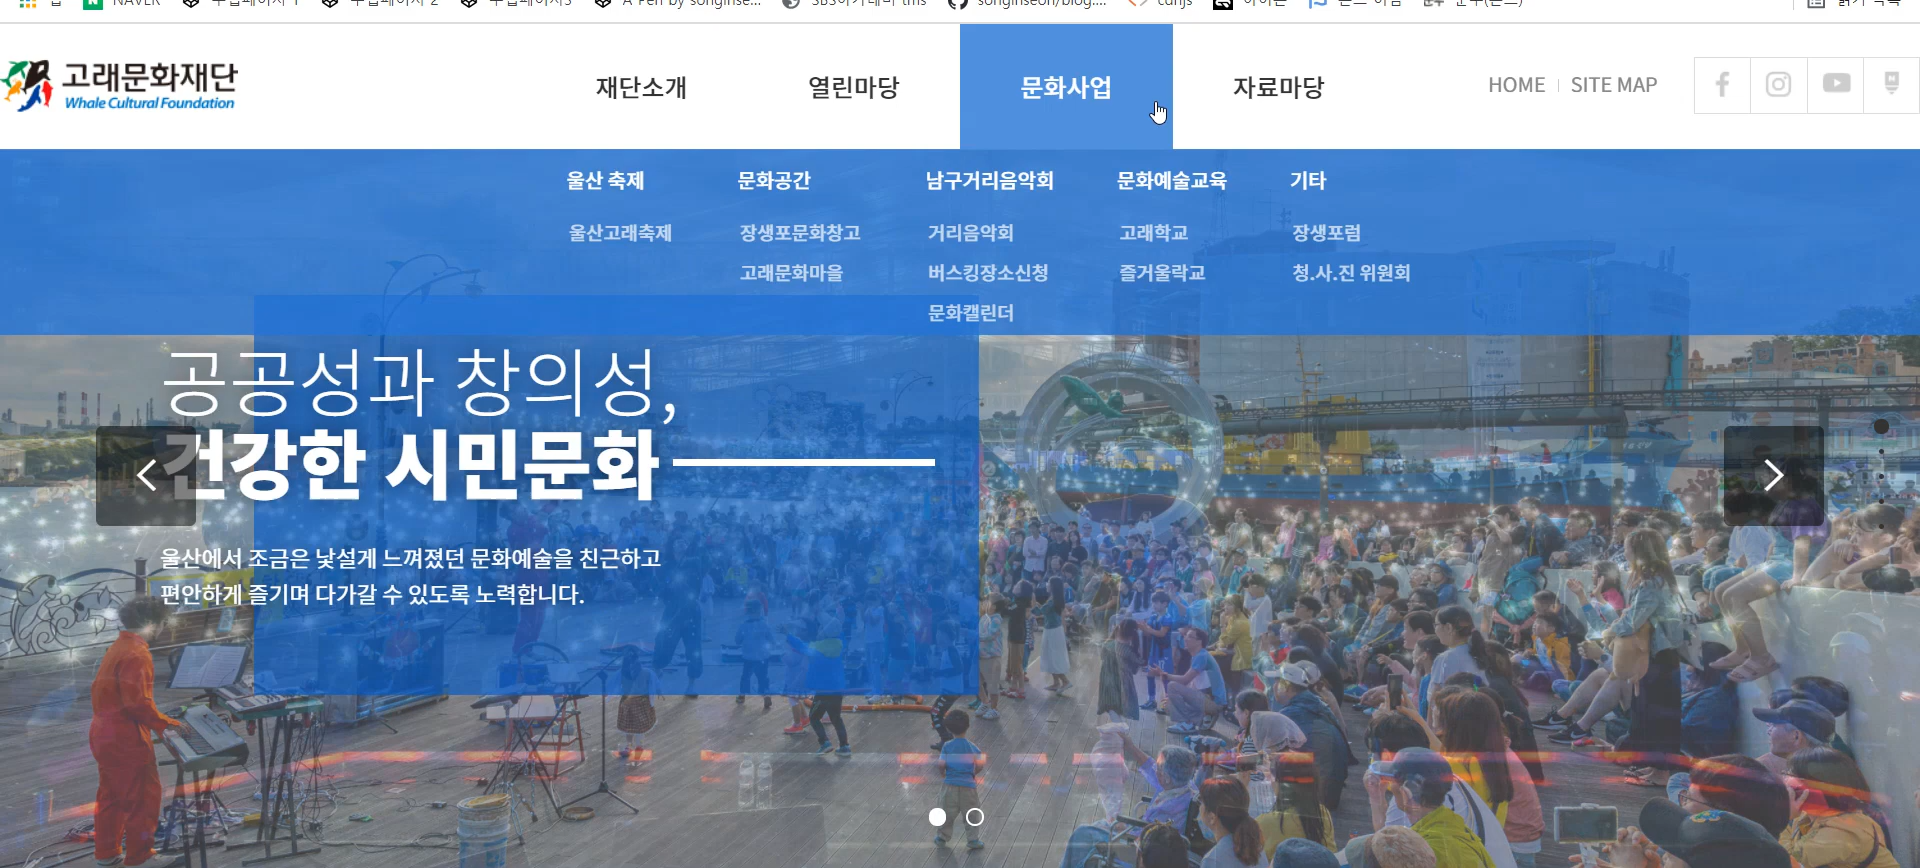 NAVER
고래문화재단
Whale Cultural Foundation
재단소개
열린마당
문화사업
자료마당
HOME
SITE MAP
울산 축제
문화공간
남구거리음악회
문화예술교육
기타
울산고래축제
장생포문화창고
거리음악회
고래학교
장생포럼
고래문화마을
버스킹장소신청
즐거울락교
청.사.진 위원회
문화캘린더
공공성과 창의성,
건강한 시민문화
울산에서 조금은 낯설게 느껴졌던 문화예술을 친근하고
편안하게 즐기며 다가갈 수 있도록 노력합니다.